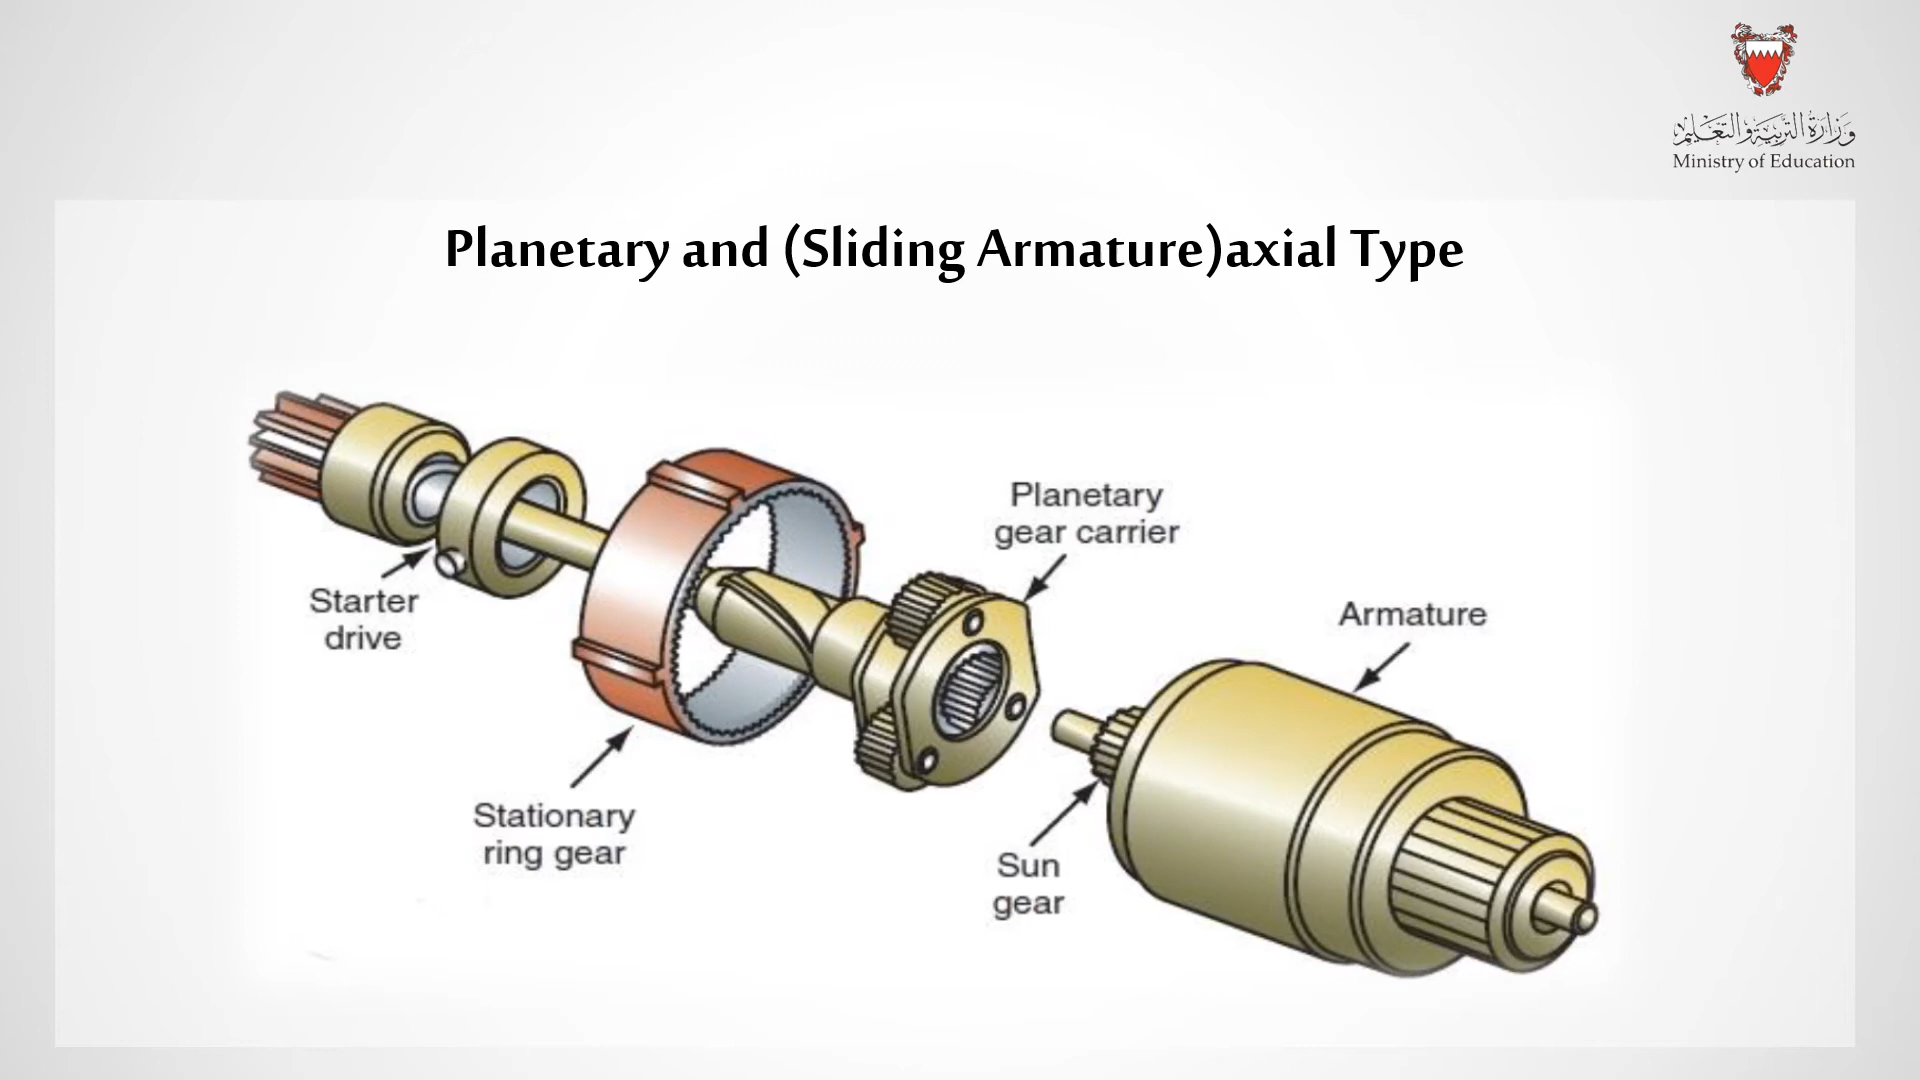 وزارة التربية والتعليم
Ministry of Education
Planetary and (Sliding Armature)axial Type
Planetary
gear carrier
Starter
drive
Armature
Stationary
ring gear
Sun
gear